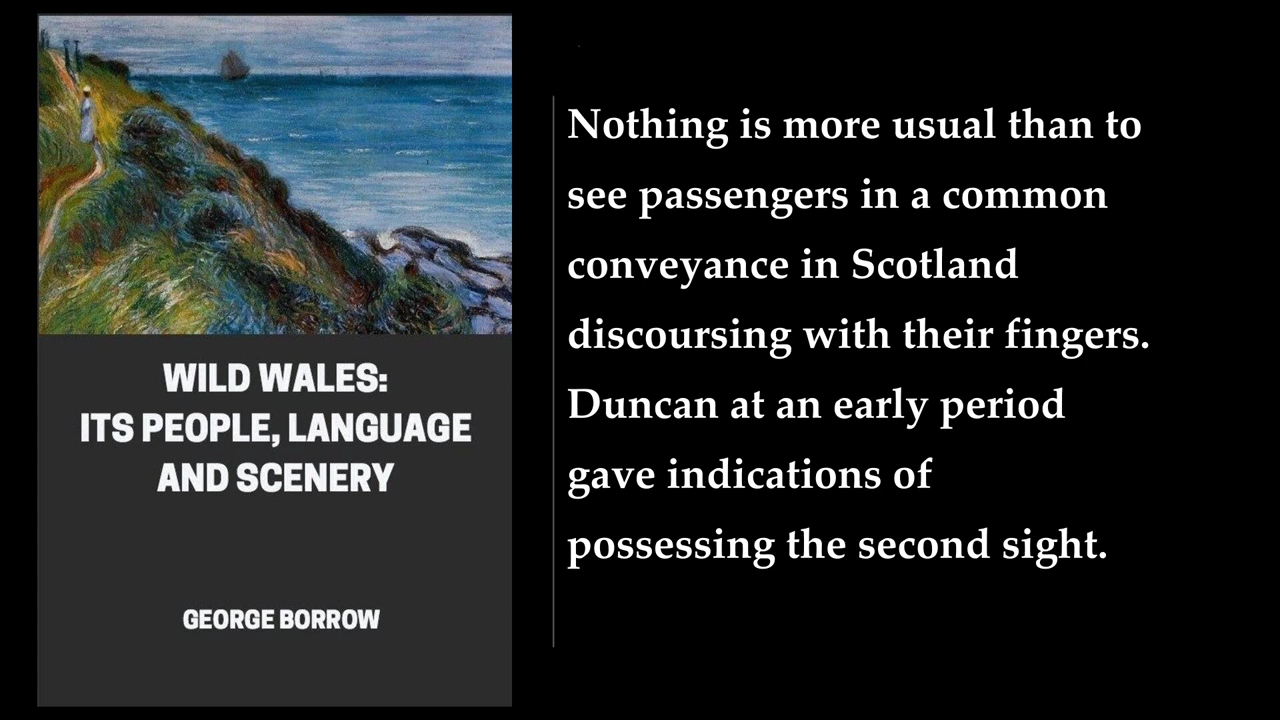 WILD WALES:
ITS PEOPLE, LANGUAGE
AND SCENERY
GEORGE BORROW
Nothing is more usual than to
see passengers in a common
conveyance in Scotland
discoursing with their fingers.
Duncan at an early period
gave indications of
possessing the second sight.